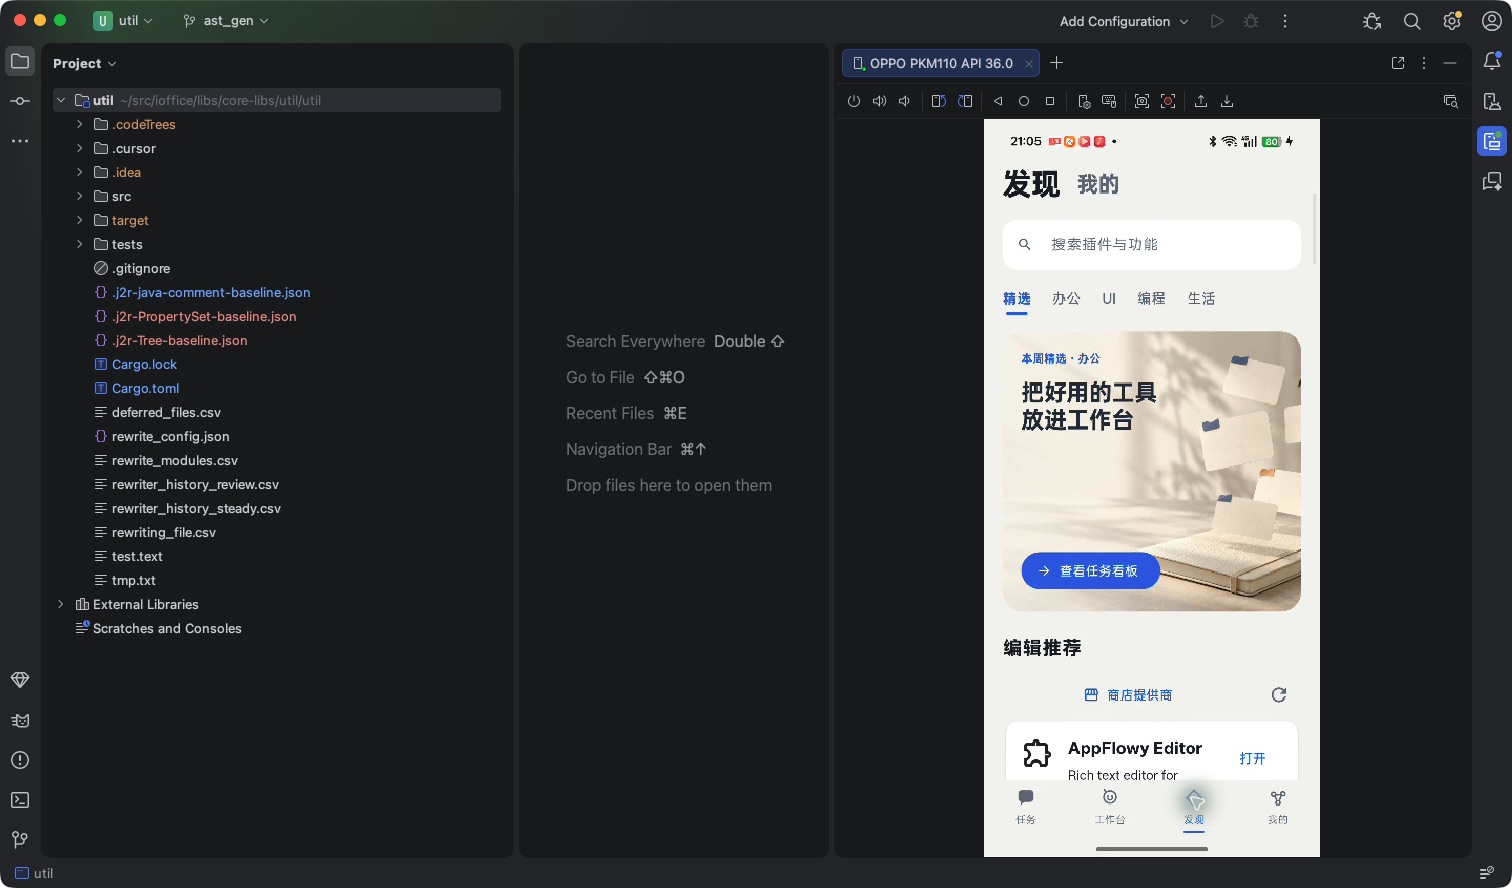 U util
ast_gen
Add Configuration
Project
util ~/src/ioffice/libs/core-libs/util/util
.codeTrees
.cursor
.idea
src
target
tests
.gitignore
.j2r-java-comment-baseline.json
.j2r-PropertySet-baseline.json
.j2r-Tree-baseline.json
Cargo.lock
Cargo.toml
deferred_files.csv
rewrite_config.json
rewrite_modules.csv
rewriter_history_review.csv
rewriter_history_steady.csv
rewriting_file.csv
test.text
tmp.txt
External Libraries
Scratches and Consoles
util
Search Everywhere Double ⇧
Go to File ⇧⌘O
Recent Files ⌘E
Navigation Bar ⌘↑
Drop files here to open them
OPPO PKM110 API 36.0
21:05
80
发现 我的
搜索插件与功能
精选 办公 UI 编程 生活
本周精选 · 办公
把好用的工具
放进工作台
查看任务看板
编辑推荐
商店提供商
AppFlowy Editor
打开
Rich text editor for
任务 工作台 发现 我的